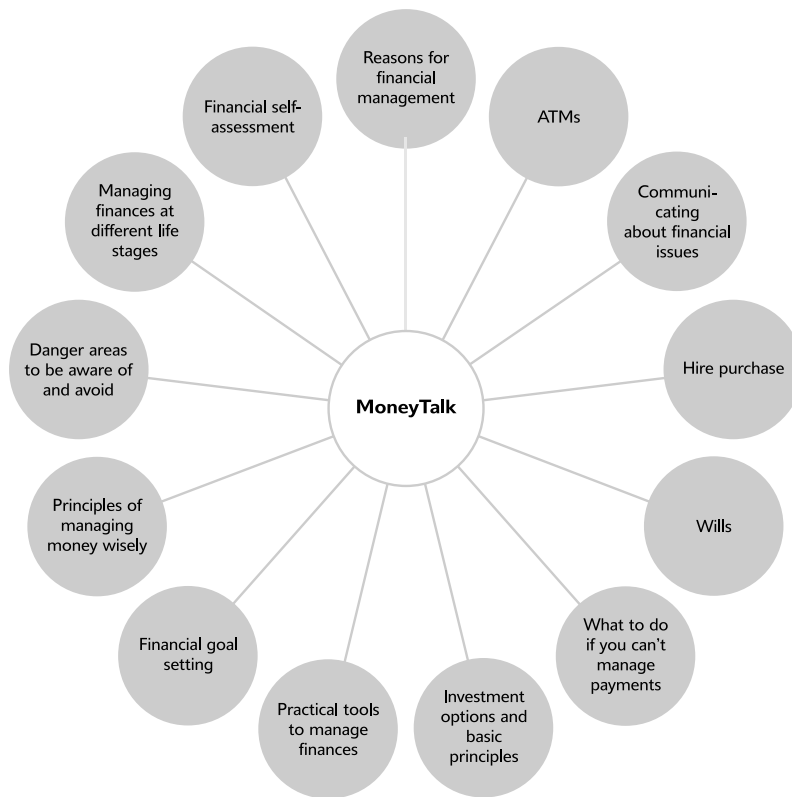 Reasons for
financial
management
ATMs
Communi-
cating
about financial
issues
Hire purchase
Wills
What to do
if you can't
manage
payments
Investment
options and
basic
principles
Practical tools
to manage
finances
Financial goal
setting
Principles of
managing
money wisely
Danger areas
to be aware of
and avoid
Managing
finances at
different life
stages
Financial self-
assessment
MoneyTalk